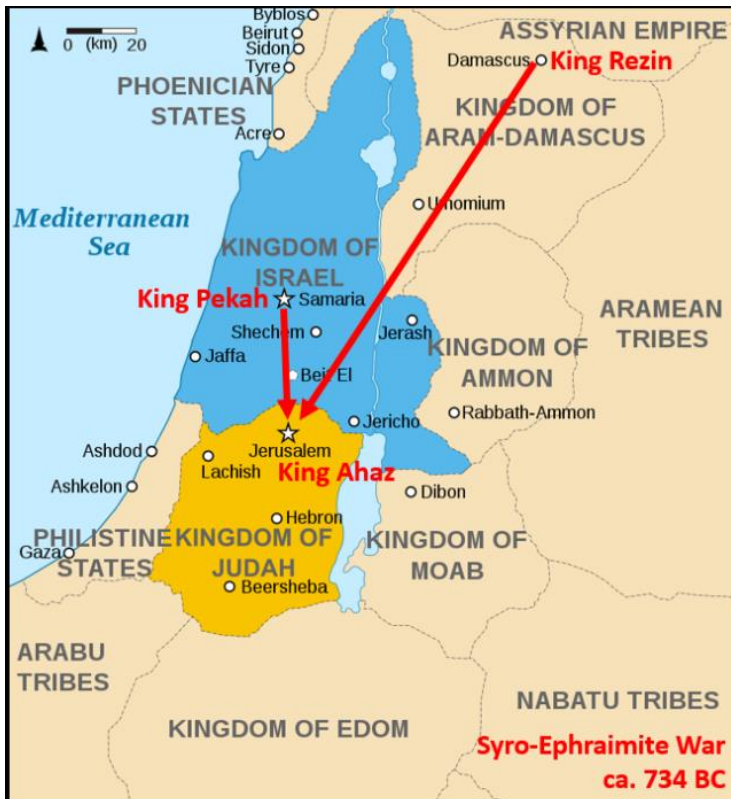 Byblos
Beirut
Sidon
Tyre
0 (km) 20
ASSYRIAN EMPIRE
Damascus
King Rezin
PHOENICIAN
STATES
KINGDOM OF
ARAM-DAMASCUS
Acre
Unomium
Mediterranean
Sea
KINGDOM OF
ISRAEL
King Pekah
Samaria
ARAMEAN
TRIBES
Shechem
Jerash
Jaffa
KINGDOM OF
AMMON
Beit El
Rabbath-Ammon
Jericho
Ashdod
Jerusalem
Lachish
King Ahaz
Ashkelon
Dibon
Hebron
PHILISTINE
STATES
Gaza
KINGDOM OF
JUDAH
KINGDOM OF
MOAB
Beersheba
ARABU
TRIBES
NABATU TRIBES
KINGDOM OF EDOM
Syro-Ephraimite War
ca. 734 BC